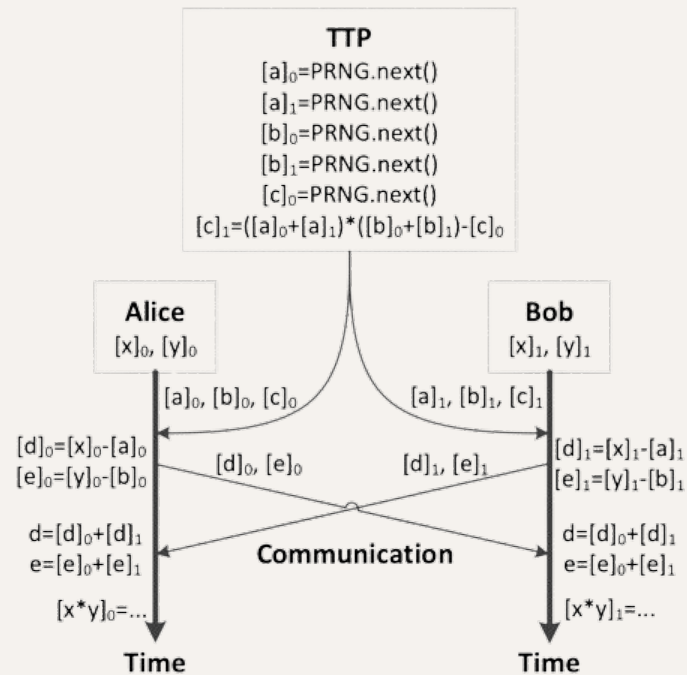 TTP
[a]₀=PRNG.next()
[a]₁=PRNG.next()
[b]₀=PRNG.next()
[b]₁=PRNG.next()
[c]₀=PRNG.next()
[c]₁=([a]₀+[a]₁)*([b]₀+[b]₁)-[c]₀
Alice
[x]₀, [y]₀
Bob
[x]₁, [y]₁
[a]₀, [b]₀, [c]₀
[a]₁, [b]₁, [c]₁
[d]₀=[x]₀-[a]₀
[e]₀=[y]₀-[b]₀
[d]₀, [e]₀
[d]₁, [e]₁
[d]₁=[x]₁-[a]₁
[e]₁=[y]₁-[b]₁
d=[d]₀+[d]₁
e=[e]₀+[e]₁
Communication
d=[d]₀+[d]₁
e=[e]₀+[e]₁
[x*y]₀=...
[x*y]₁=...
Time
Time